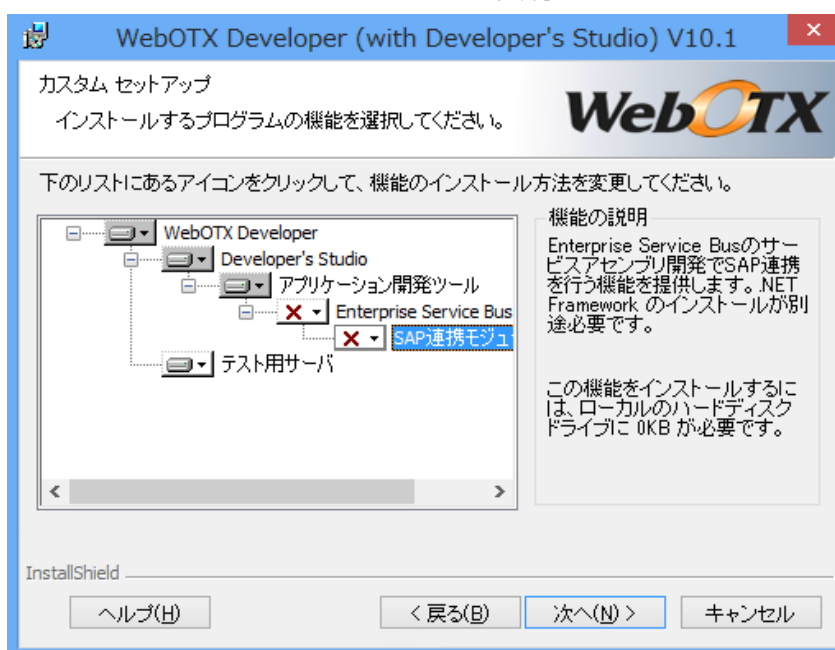 WebOTX Developer (with Developer's Studio) V10.1
カスタム セットアップ
インストールするプログラムの機能を選択してください。
WebOTX
下のリストにあるアイコンをクリックして、機能のインストール方法を変更してください。
WebOTX Developer
Developer's Studio
アプリケーション開発ツール
Enterprise Service Bus
SAP連携モジュ
テスト用サーバ
機能の説明
Enterprise Service Busのサー
ビスアセンブリ開発でSAP連携
を行う機能を提供します。.NET
Framework のインストールが別
途必要です。
この機能をインストールするに
は、ローカルのハードディスク
ドライブに 0KB が必要です。
InstallShield
ヘルプ(H)
< 戻る(B)
次へ(N) >
キャンセル